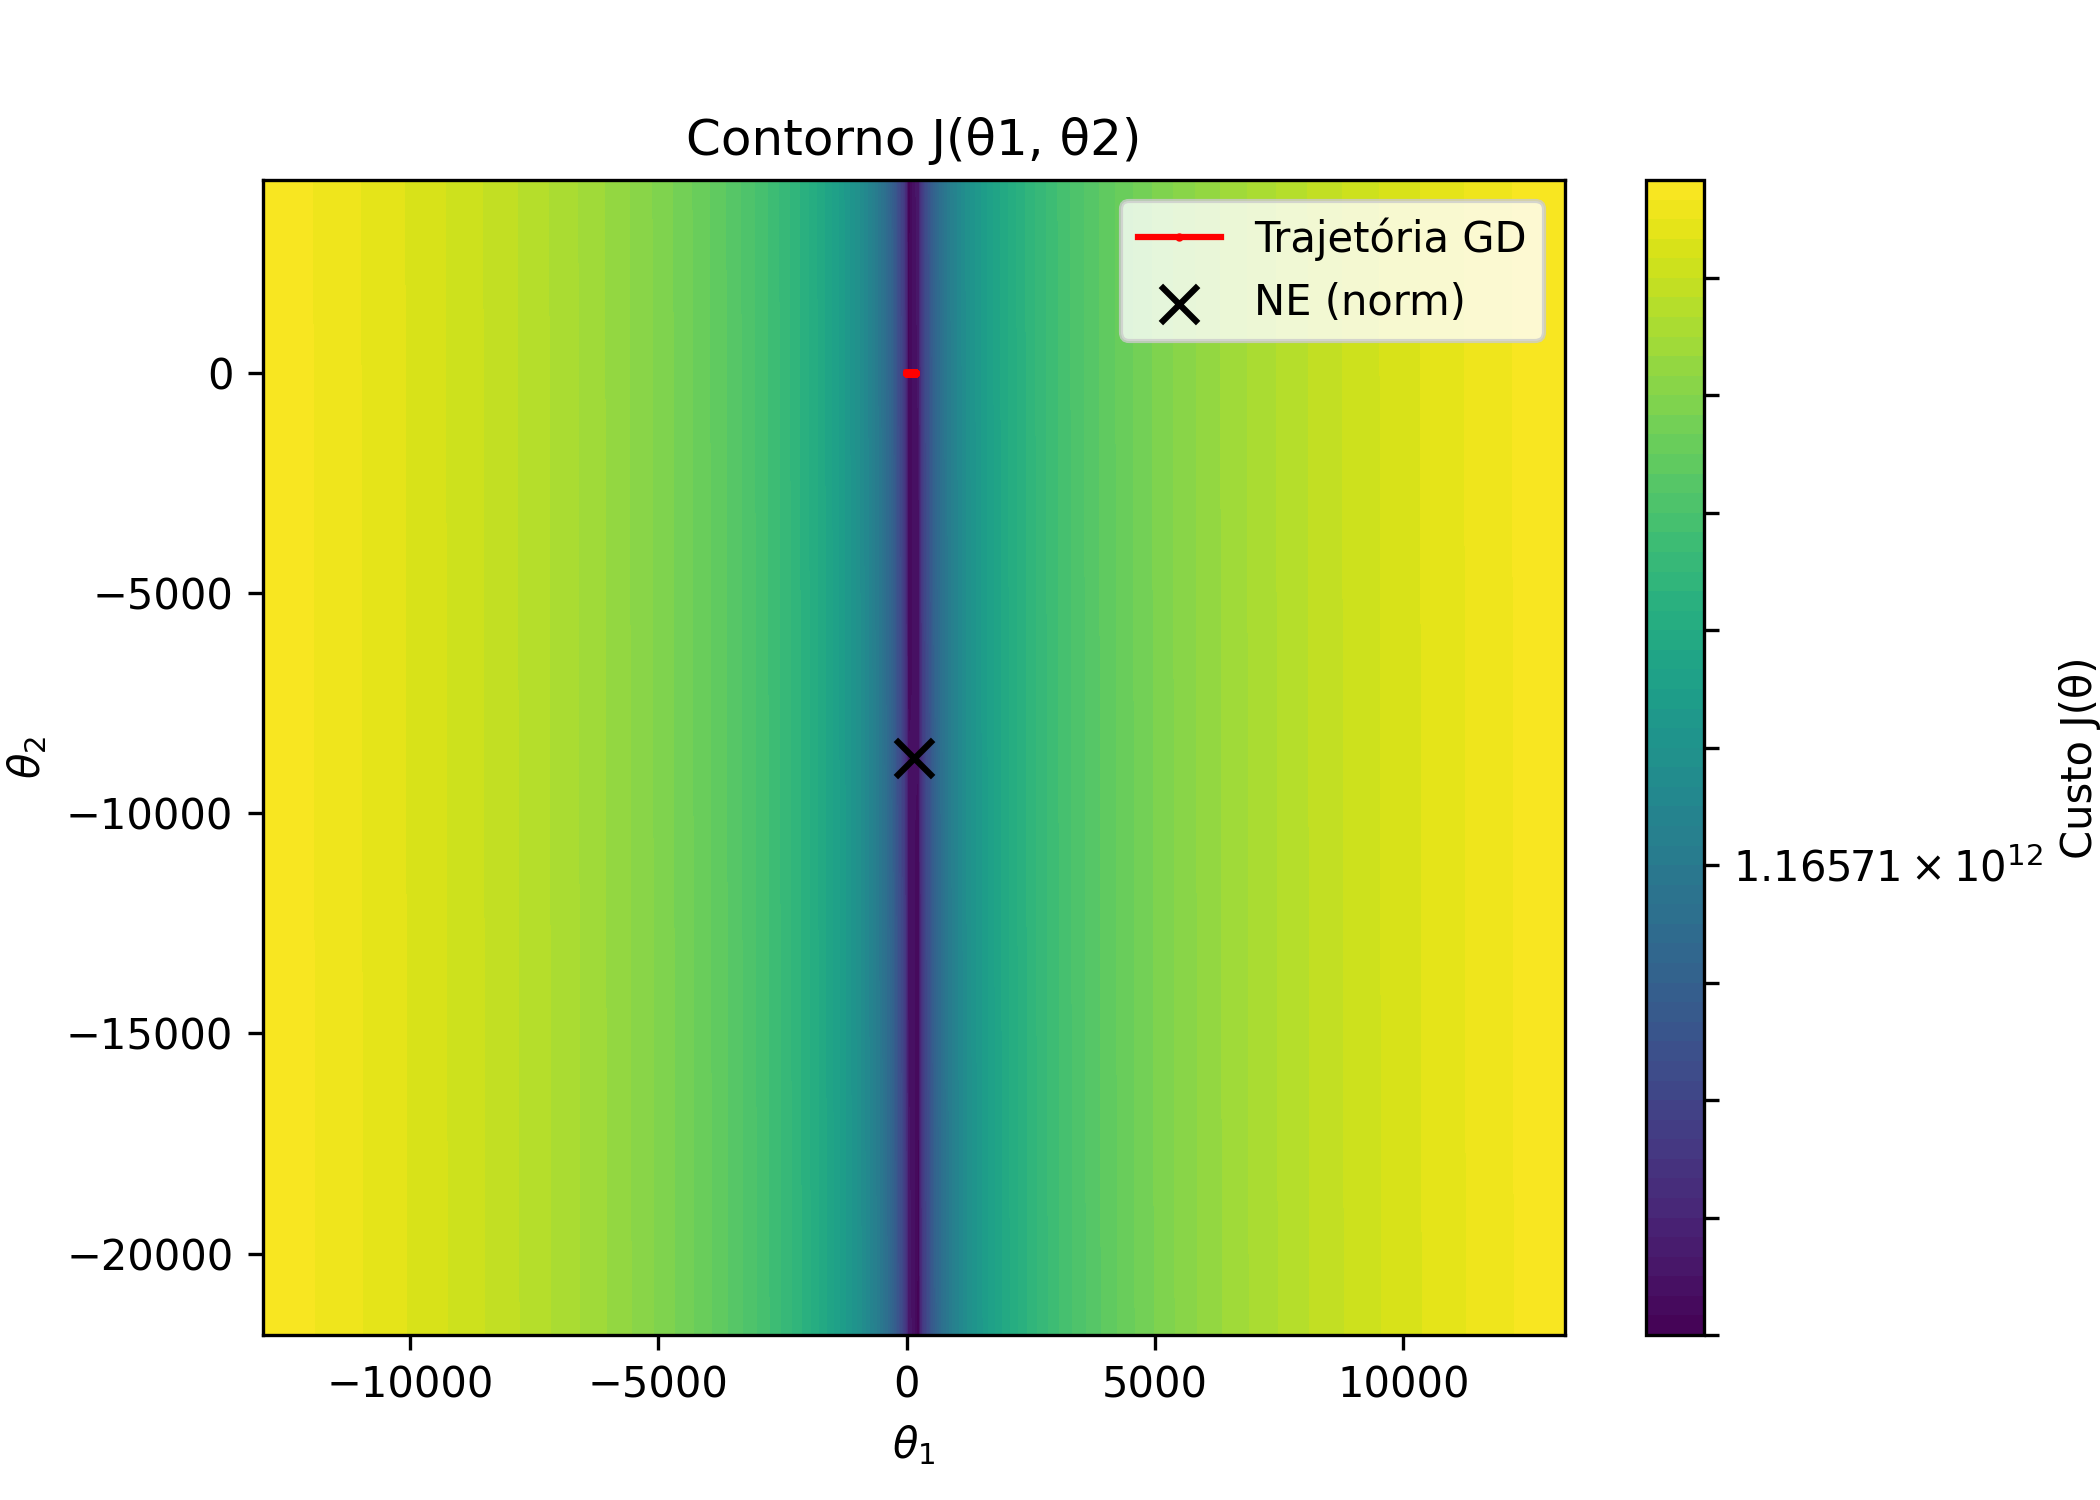 Contorno J(θ1, θ2)
Trajetória GD
NE (norm)
0
−5000
−10000
−15000
−20000
θ₂
−10000
−5000
0
5000
10000
θ₁
1.16571 × 10¹²
Custo J(θ)